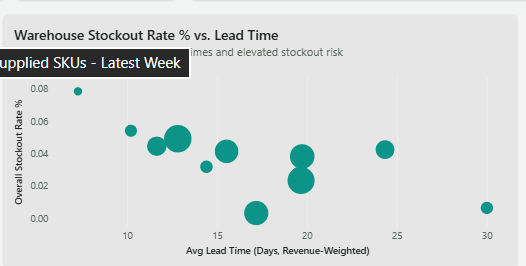 Warehouse Stockout Rate % vs. Lead Time
upplied SKUs - Latest Week
imes and elevated stockout risk
Overall Stockout Rate %
0.08
0.06
0.04
0.02
0.00
10
15
20
25
30
Avg Lead Time (Days, Revenue-Weighted)